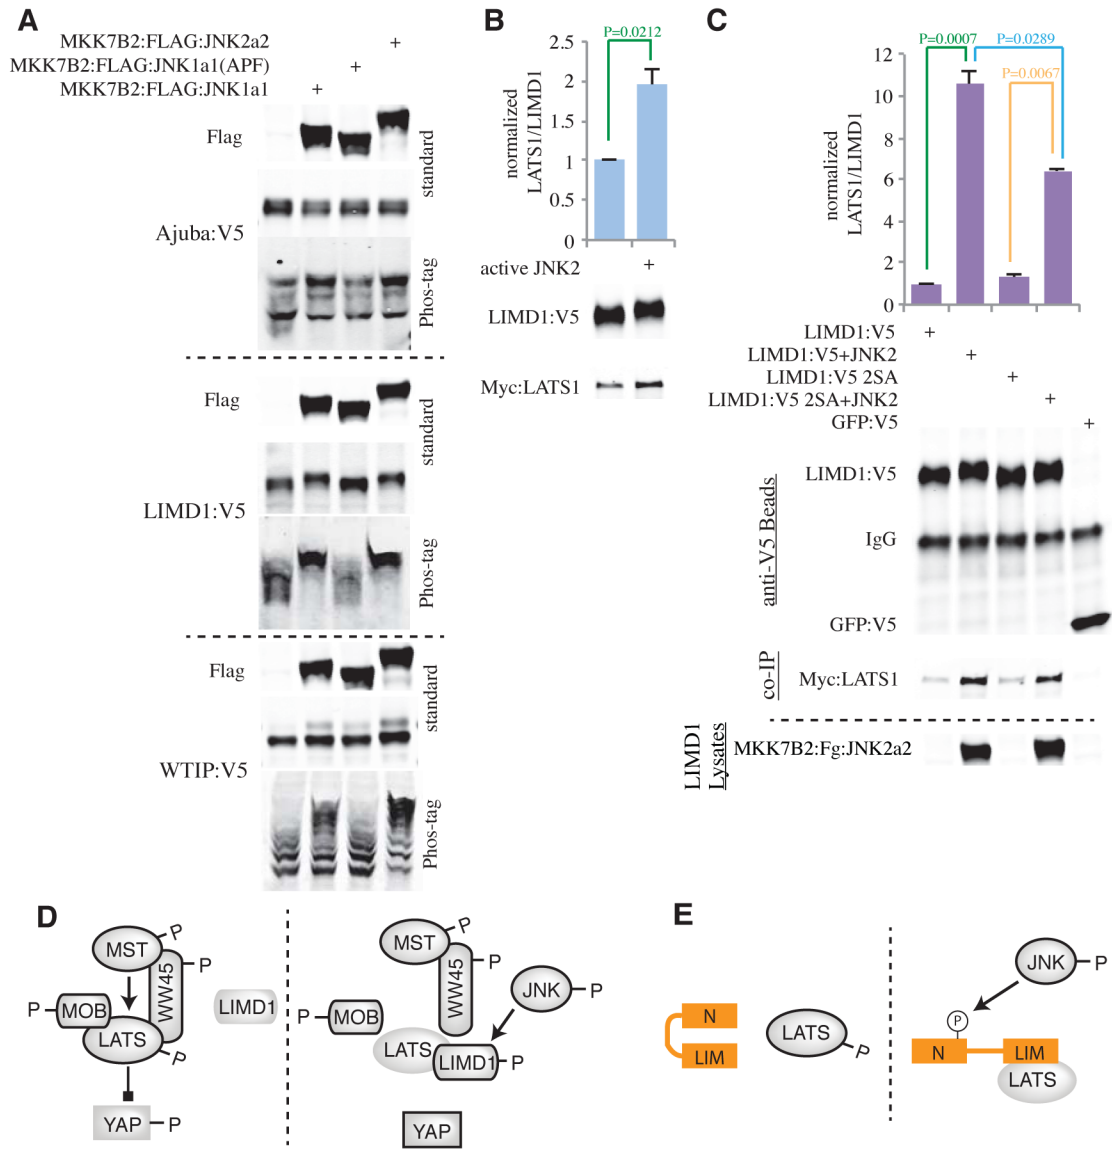 A
MKK7B2:FLAG:JNK2a2 +
MKK7B2:FLAG:JNK1a1(APF) +
MKK7B2:FLAG:JNK1a1 +
Flag
standard
Ajuba:V5
Phos-tag
Flag
standard
LIMD1:V5
Phos-tag
Flag
standard
WTIP:V5
Phos-tag
B
P=0.0212
normalized
LATS1/LIMD1
2.5
2
1.5
1
0.5
0
active JNK2 +
LIMD1:V5
Myc:LATS1
C
P=0.0007
P=0.0289
P=0.0067
normalized
LATS1/LIMD1
12
10
8
6
4
2
0
LIMD1:V5 +
LIMD1:V5+JNK2 +
LIMD1:V5 2SA +
LIMD1:V5 2SA+JNK2 +
GFP:V5 +
anti-V5 Beads
LIMD1:V5
IgG
GFP:V5
co-IP
Myc:LATS1
LIMD1
Lysates
MKK7B2:Fg:JNK2a2
D
MST
P
WW45
P
P
MOB
LATS
P
LIMD1
YAP
P
MST
P
WW45
P
JNK
P
P
MOB
LATS
LIMD1
P
YAP
E
N
LIM
LATS
P
JNK
P
P
N
LIM
LATS